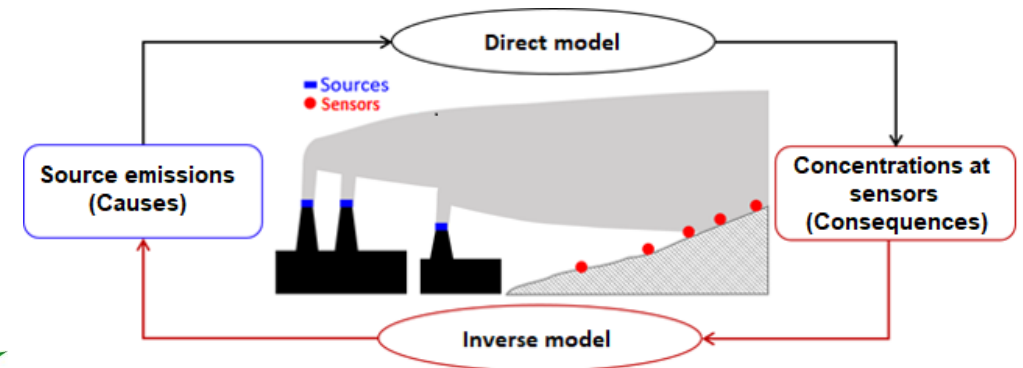 Direct model
Sources
Sensors
Source emissions
(Causes)
Concentrations at
sensors
(Consequences)
Inverse model